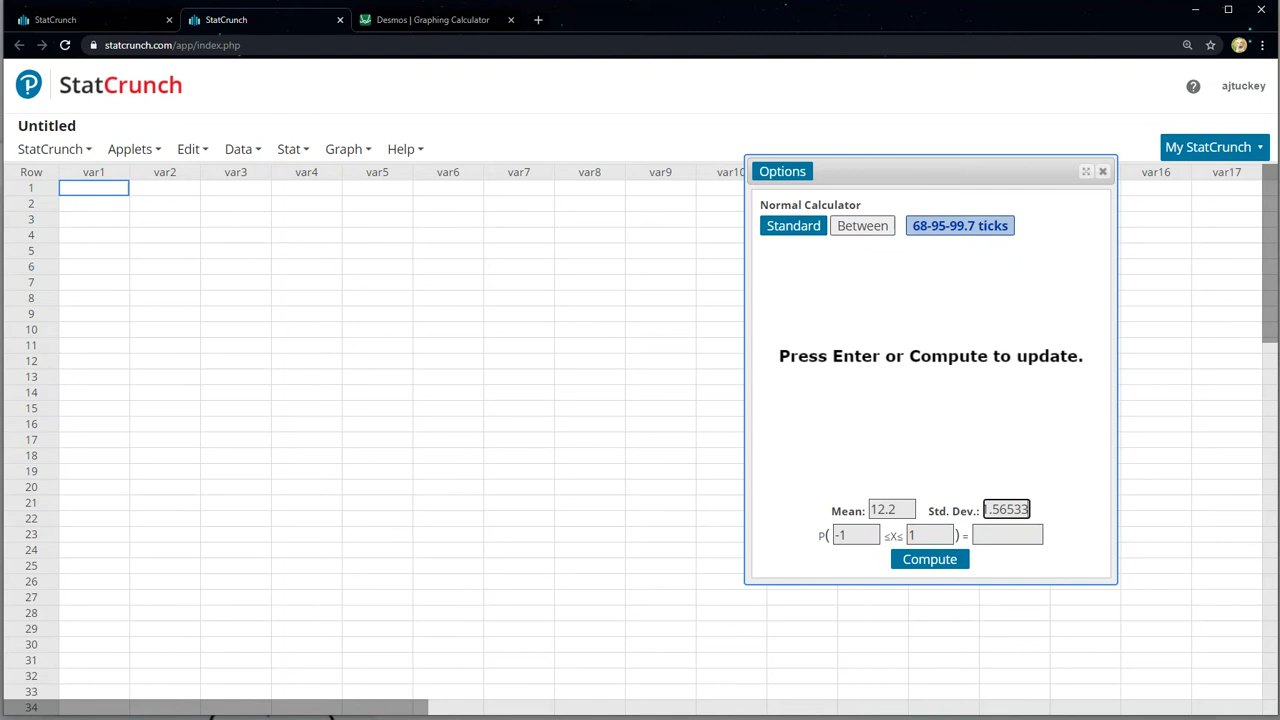 StatCrunch
StatCrunch
Desmos | Graphing Calculator
statcrunch.com/app/index.php
StatCrunch
ajtuckey
Untitled
StatCrunch Applets Edit Data Stat Graph Help
My StatCrunch
Row var1 var2 var3 var4 var5 var6 var7 var8 var9 var10 var16 var17
Options
Normal Calculator
Standard Between 68-95-99.7 ticks
Press Enter or Compute to update.
Mean: 12.2 Std. Dev.: 1.56533
P( -1 ≤X≤ 1 ) =
Compute
1
2
3
4
5
6
7
8
9
10
11
12
13
14
15
16
17
18
19
20
21
22
23
24
25
26
27
28
29
30
31
32
33
34